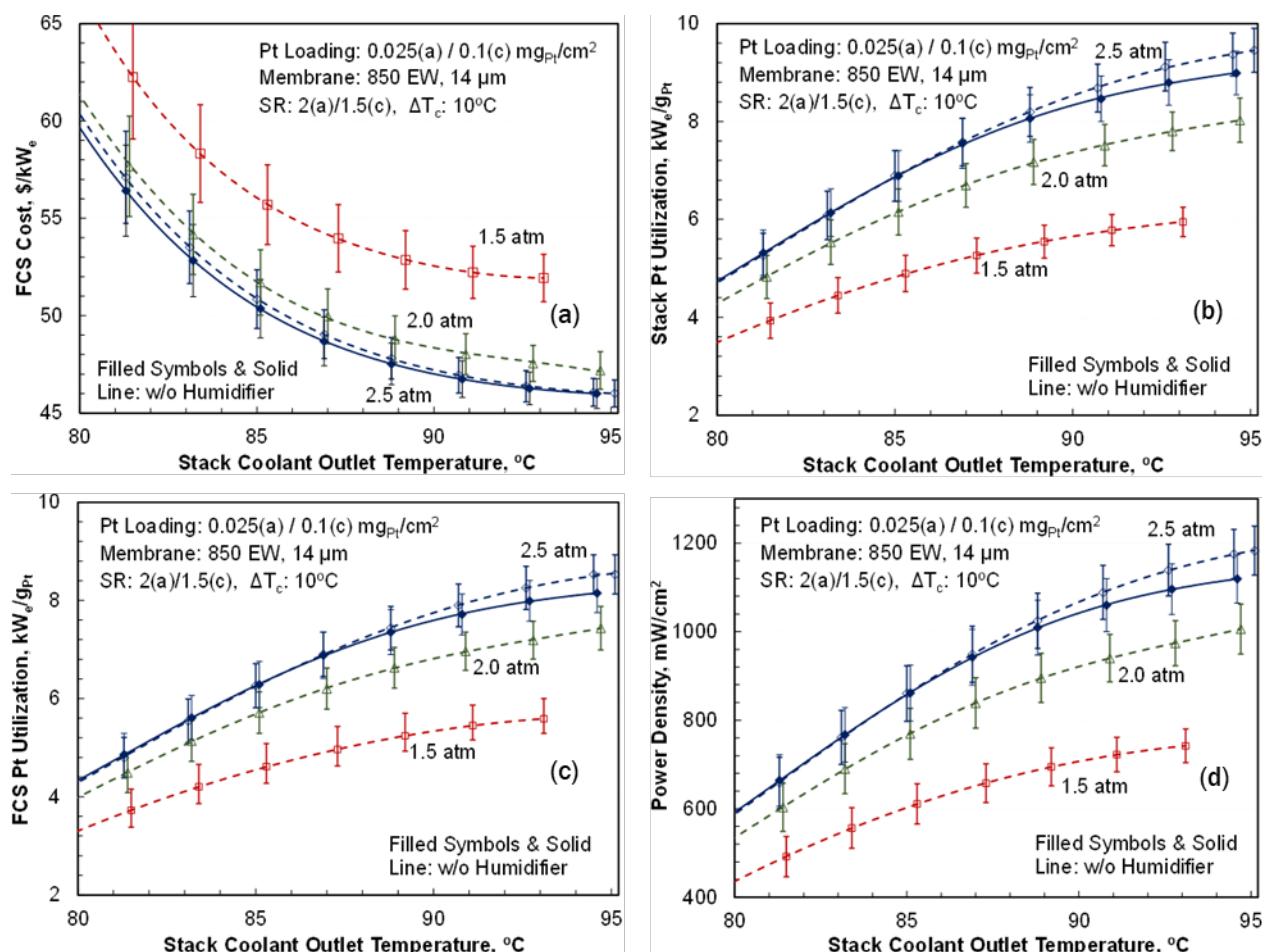 65
60
55
50
45
FCS Cost, $/kWₑ
Pt Loading: 0.025(a) / 0.1(c) mgPt/cm²
Membrane: 850 EW, 14 µm
SR: 2(a)/1.5(c), ΔTc: 10ºC
1.5 atm
2.0 atm
2.5 atm
(a)
Filled Symbols & Solid
Line: w/o Humidifier
80 85 90 95
Stack Coolant Outlet Temperature, ºC
10
8
6
4
2
Stack Pt Utilization, kWₑ/gPt
Pt Loading: 0.025(a) / 0.1(c) mgPt/cm²
Membrane: 850 EW, 14 µm
SR: 2(a)/1.5(c), ΔTc: 10ºC
2.5 atm
2.0 atm
1.5 atm
(b)
Filled Symbols & Solid
Line: w/o Humidifier
80 85 90 95
Stack Coolant Outlet Temperature, ºC
10
8
6
4
2
FCS Pt Utilization, kWₑ/gPt
Pt Loading: 0.025(a) / 0.1(c) mgPt/cm²
Membrane: 850 EW, 14 µm
SR: 2(a)/1.5(c), ΔTc: 10ºC
2.5 atm
2.0 atm
1.5 atm
(c)
Filled Symbols & Solid
Line: w/o Humidifier
80 85 90 95
Stack Coolant Outlet Temperature, ºC
1200
1000
800
600
400
Power Density, mW/cm²
Pt Loading: 0.025(a) / 0.1(c) mgPt/cm²
Membrane: 850 EW, 14 µm
SR: 2(a)/1.5(c), ΔTc: 10ºC
2.5 atm
2.0 atm
1.5 atm
(d)
Filled Symbols & Solid
Line: w/o Humidifier
80 85 90 95
Stack Coolant Outlet Temperature, ºC